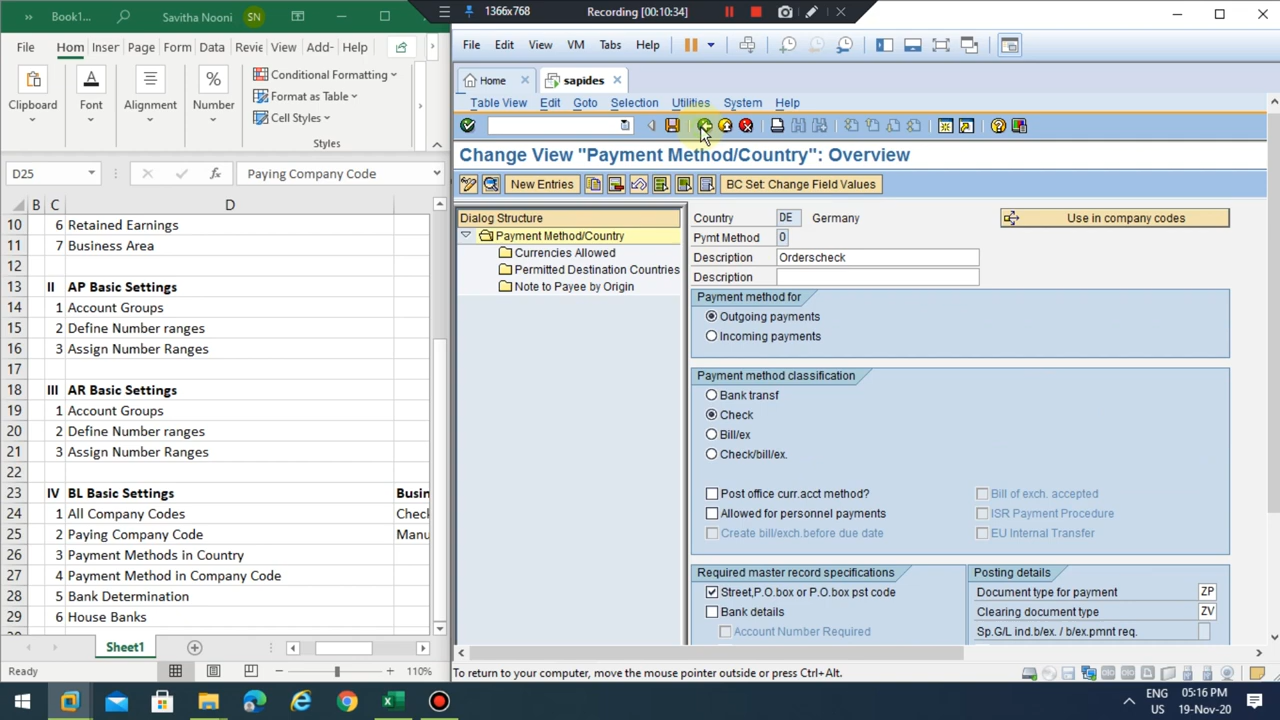 Book1...
Savitha Nooni
SN
File
Hom
Inser
Page
Form
Data
Revie
View
Add-
Help
Clipboard
Font
Alignment
%
Number
Conditional Formatting
Format as Table
Cell Styles
Styles
D25
fx
Paying Company Code
B
C
D
10 6 Retained Earnings
11 7 Business Area
12
13 II AP Basic Settings
14 1 Account Groups
15 2 Define Number ranges
16 3 Assign Number Ranges
17
18 III AR Basic Settings
19 1 Account Groups
20 2 Define Number ranges
21 3 Assign Number Ranges
22
23 IV BL Basic Settings Busin
24 1 All Company Codes Check
25 2 Paying Company Code Manu
26 3 Payment Methods in Country
27 4 Payment Method in Company Code
28 5 Bank Determination
29 6 House Banks
Sheet1
Ready
110%
1366x768
Recording [00:10:34]
File Edit View VM Tabs Help
Home
sapides
Table View Edit Goto Selection Utilities System Help
Change View "Payment Method/Country": Overview
New Entries
BC Set: Change Field Values
Dialog Structure
Payment Method/Country
Currencies Allowed
Permitted Destination Countries
Note to Payee by Origin
Country DE Germany
Use in company codes
Pymt Method 0
Description Orderscheck
Description
Payment method for
Outgoing payments
Incoming payments
Payment method classification
Bank transf
Check
Bill/ex
Check/bill/ex.
Post office curr.acct method?
Bill of exch. accepted
Allowed for personnel payments
ISR Payment Procedure
Create bill/exch.before due date
EU Internal Transfer
Required master record specifications
Street,P.O.box or P.O.box pst code
Bank details
Account Number Required
Posting details
Document type for payment ZP
Clearing document type ZV
Sp.G/L ind.b/ex. / b/ex.pmnt req.
To return to your computer, move the mouse pointer outside or press Ctrl+Alt.
ENG
US
05:16 PM
19-Nov-20